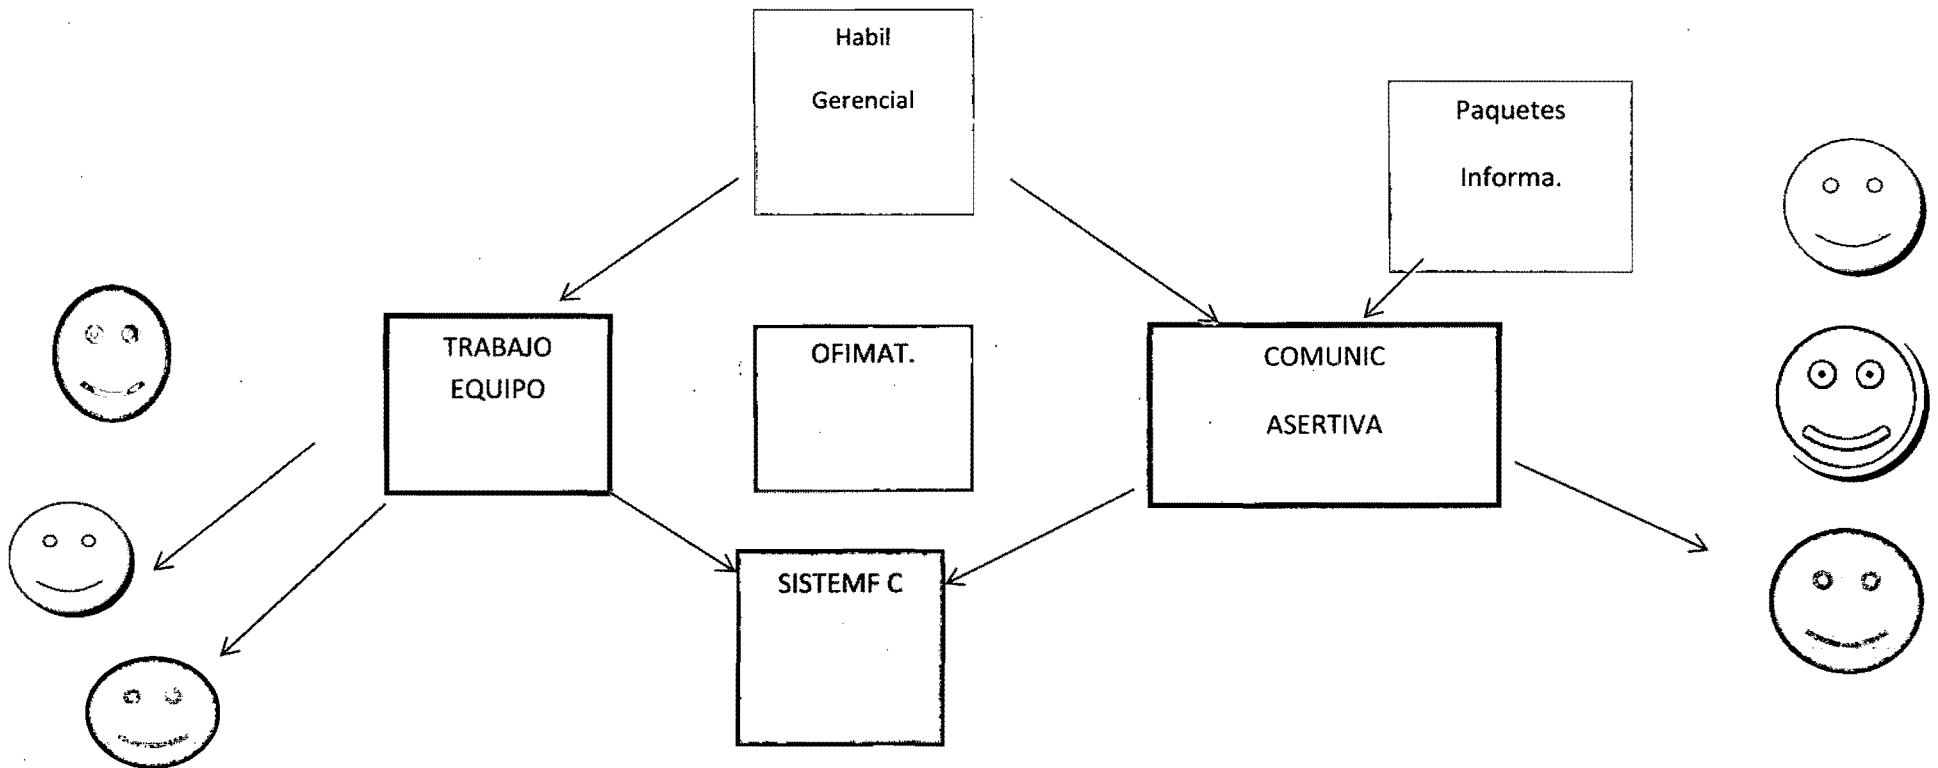 Habil
Gerencial
Paquetes
Informa.
TRABAJO
EQUIPO
OFIMAT.
COMUNIC
ASERTIVA
SISTEMF C